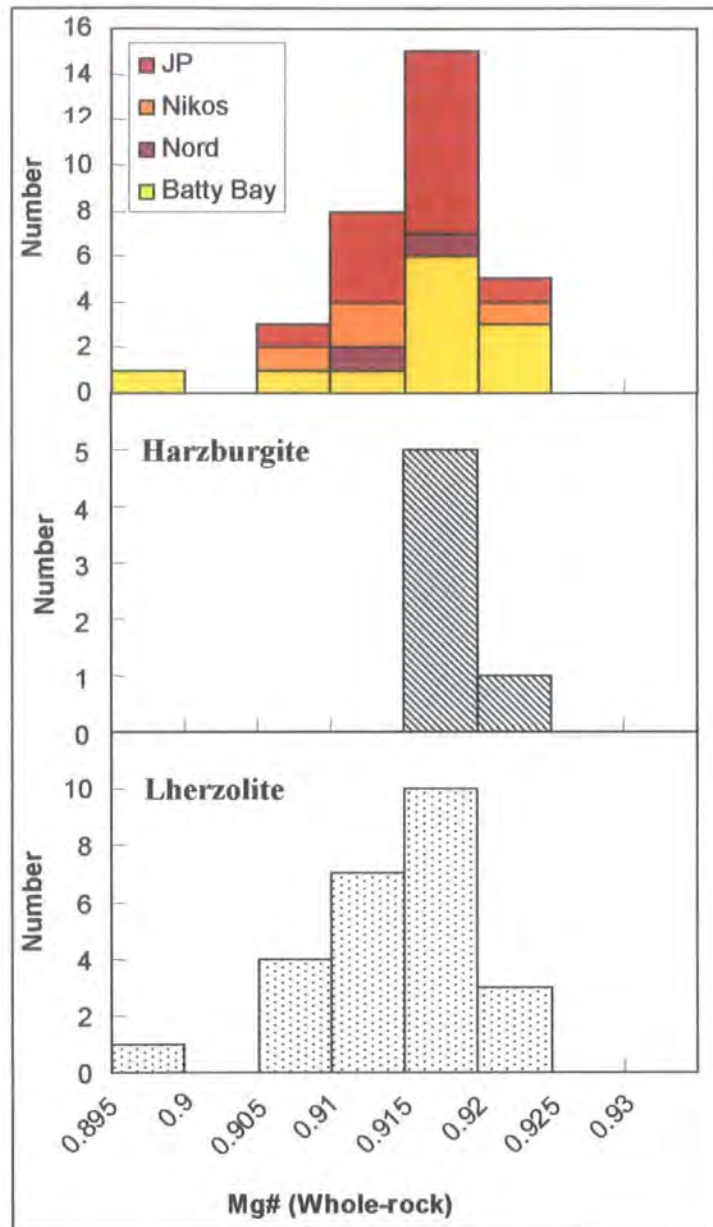 16
14
12
10
8
6
4
2
0
Number
JP
Nikos
Nord
Batty Bay
Harzburgite
5
4
3
2
1
0
Number
Lherzolite
10
8
6
4
2
0
Number
0.895 0.9 0.905 0.91 0.915 0.92 0.925 0.93
Mg# (Whole-rock)